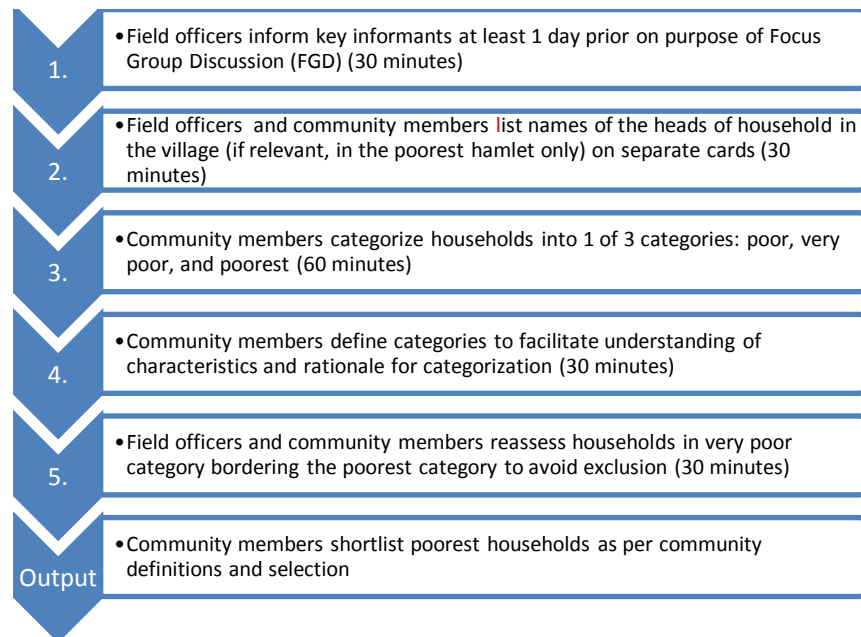 1.
•Field officers inform key informants at least 1 day prior on purpose of Focus
Group Discussion (FGD) (30 minutes)
2.
•Field officers and community members list names of the heads of household in
the village (if relevant, in the poorest hamlet only) on separate cards (30
minutes)
3.
•Community members categorize households into 1 of 3 categories: poor, very
poor, and poorest (60 minutes)
4.
•Community members define categories to facilitate understanding of
characteristics and rationale for categorization (30 minutes)
5.
•Field officers and community members reassess households in very poor
category bordering the poorest category to avoid exclusion (30 minutes)
Output
•Community members shortlist poorest households as per community
definitions and selection